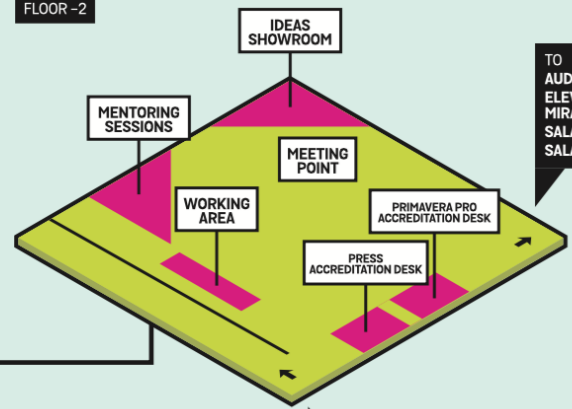 FLOOR -2
IDEAS
SHOWROOM
MENTORING
SESSIONS
MEETING
POINT
WORKING
AREA
PRIMAVERA PRO
ACCREDITATION DESK
PRESS
ACCREDITATION DESK
TO